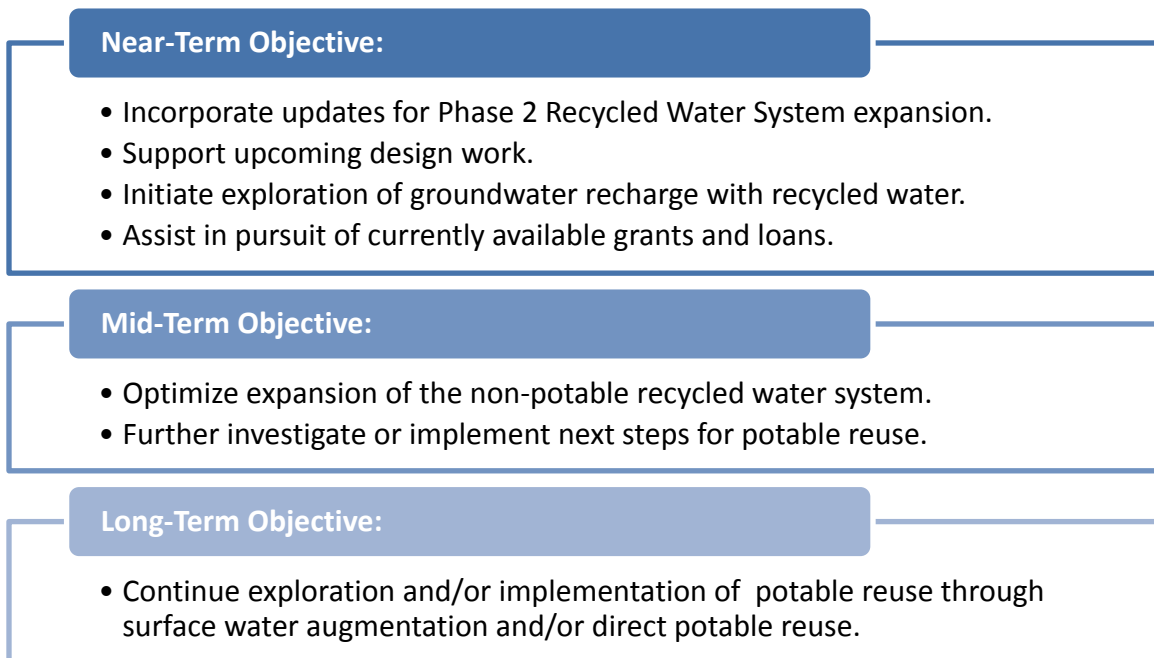 Near-Term Objective:
• Incorporate updates for Phase 2 Recycled Water System expansion.
• Support upcoming design work.
• Initiate exploration of groundwater recharge with recycled water.
• Assist in pursuit of currently available grants and loans.
Mid-Term Objective:
• Optimize expansion of the non-potable recycled water system.
• Further investigate or implement next steps for potable reuse.
Long-Term Objective:
• Continue exploration and/or implementation of potable reuse through
surface water augmentation and/or direct potable reuse.